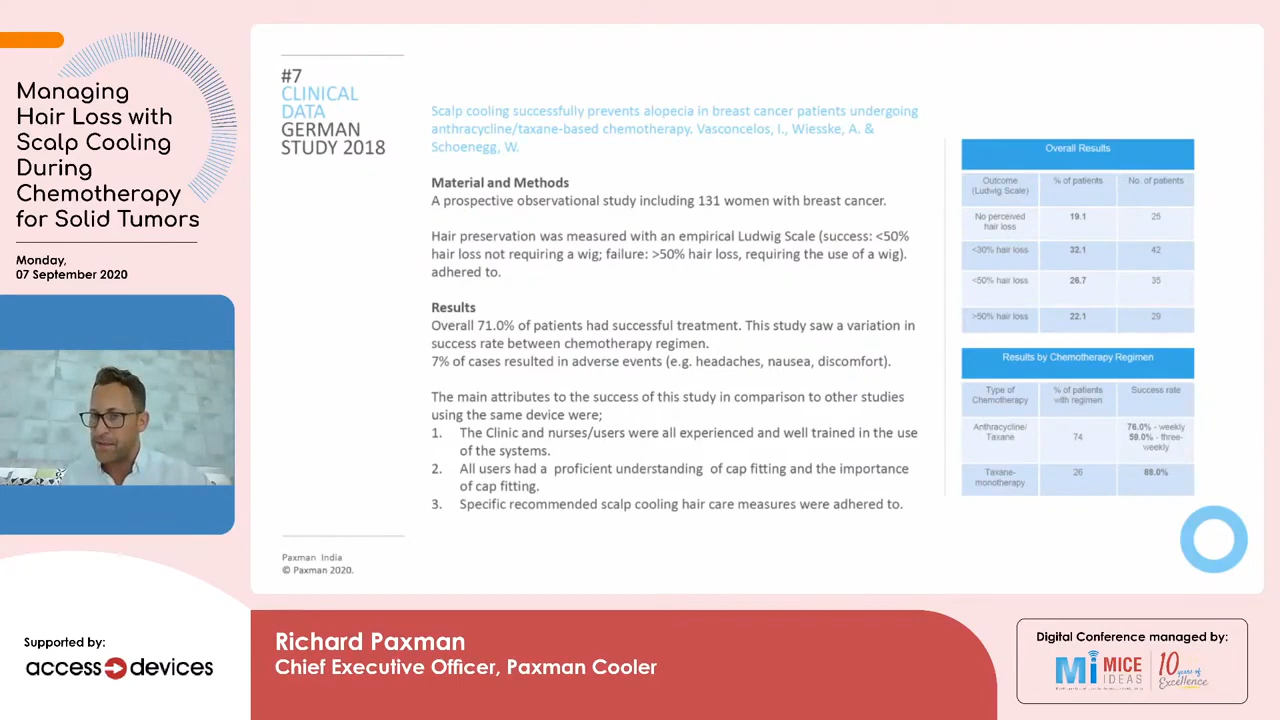 Managing
Hair Loss with
Scalp Cooling
During
Chemotherapy
for Solid Tumors
Monday,
07 September 2020
Supported by:
access devices
#7
CLINICAL
DATA
GERMAN
STUDY 2018
Paxman India
© Paxman 2020.
Scalp cooling successfully prevents alopecia in breast cancer patients undergoing
anthracycline/taxane-based chemotherapy. Vasconcelos, I., Wiesske, A. &
Schoenegg, W.
Material and Methods
A prospective observational study including 131 women with breast cancer.
Hair preservation was measured with an empirical Ludwig Scale (success: <50%
hair loss not requiring a wig; failure: >50% hair loss, requiring the use of a wig).
adhered to.
Results
Overall 71.0% of patients had successful treatment. This study saw a variation in
success rate between chemotherapy regimen.
7% of cases resulted in adverse events (e.g. headaches, nausea, discomfort).
The main attributes to the success of this study in comparison to other studies
using the same device were;
1. The Clinic and nurses/users were all experienced and well trained in the use
of the systems.
2. All users had a proficient understanding of cap fitting and the importance
of cap fitting.
3. Specific recommended scalp cooling hair care measures were adhered to.
Overall Results
Outcome (Ludwig Scale) % of patients No. of patients
No perceived hair loss 19.1 25
<30% hair loss 32.1 42
<50% hair loss 26.7 35
>50% hair loss 22.1 29
Results by Chemotherapy Regimen
Type of Chemotherapy % of patients with regimen Success rate
Anthracycline/ Taxane 74 76.0% - weekly 59.0% - three-weekly
Taxane-monotherapy 26 88.0%
Richard Paxman
Chief Executive Officer, Paxman Cooler
Digital Conference managed by:
Mi MICE IDEAS
10 years of Excellence